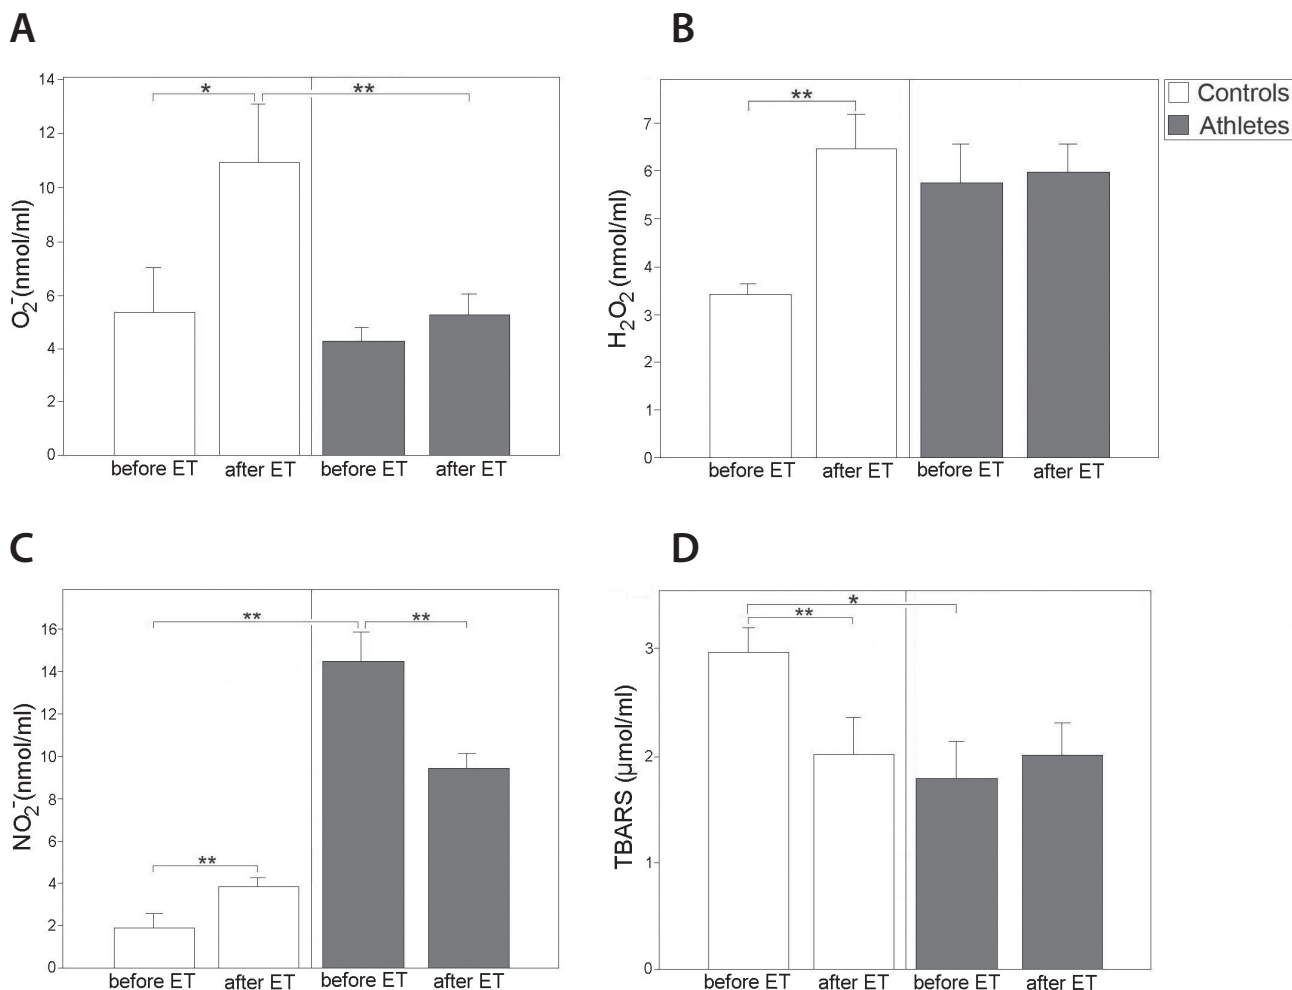 A
14
12
10
8
6
4
2
0
O2-(nmol/ml)
*
**
before ET
after ET
before ET
after ET
B
7
6
5
4
3
2
1
0
H2O2 (nmol/ml)
**
before ET
after ET
before ET
after ET
Controls
Athletes
C
16
14
12
10
8
6
4
2
0
NO2-(nmol/ml)
**
**
**
before ET
after ET
before ET
after ET
D
3
2
1
0
TBARS (µmol/ml)
*
**
before ET
after ET
before ET
after ET